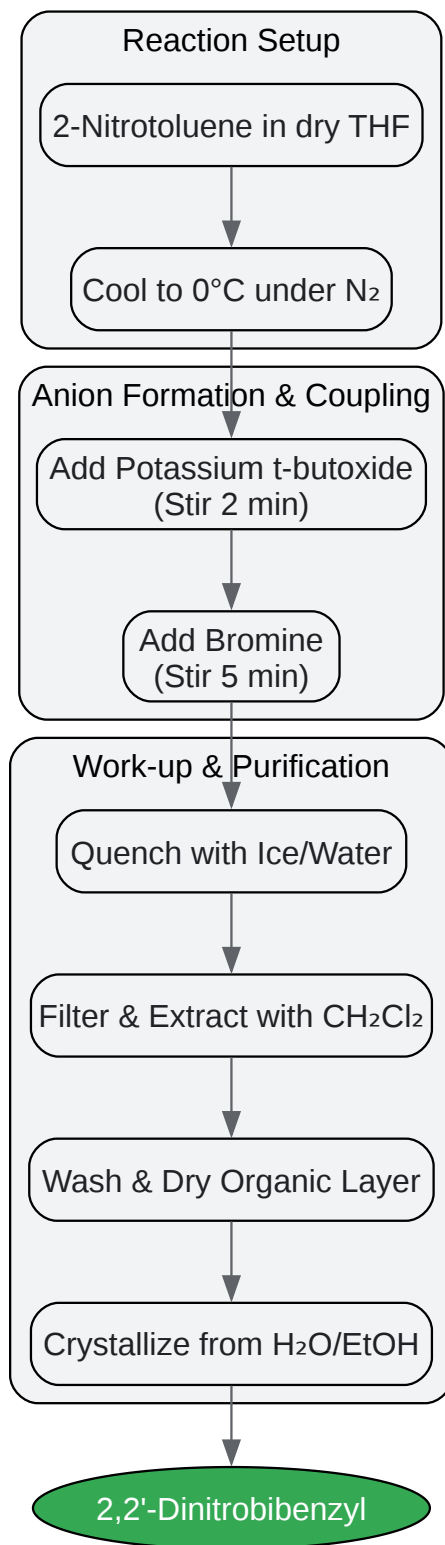 Reaction Setup
2-Nitrotoluene in dry THF
Cool to 0°C under N₂
Anion Formation & Coupling
Add Potassium t-butoxide
(Stir 2 min)
Add Bromine
(Stir 5 min)
Work-up & Purification
Quench with Ice/Water
Filter & Extract with CH₂Cl₂
Wash & Dry Organic Layer
Crystallize from H₂O/EtOH
2,2'-Dinitrobibenzyl